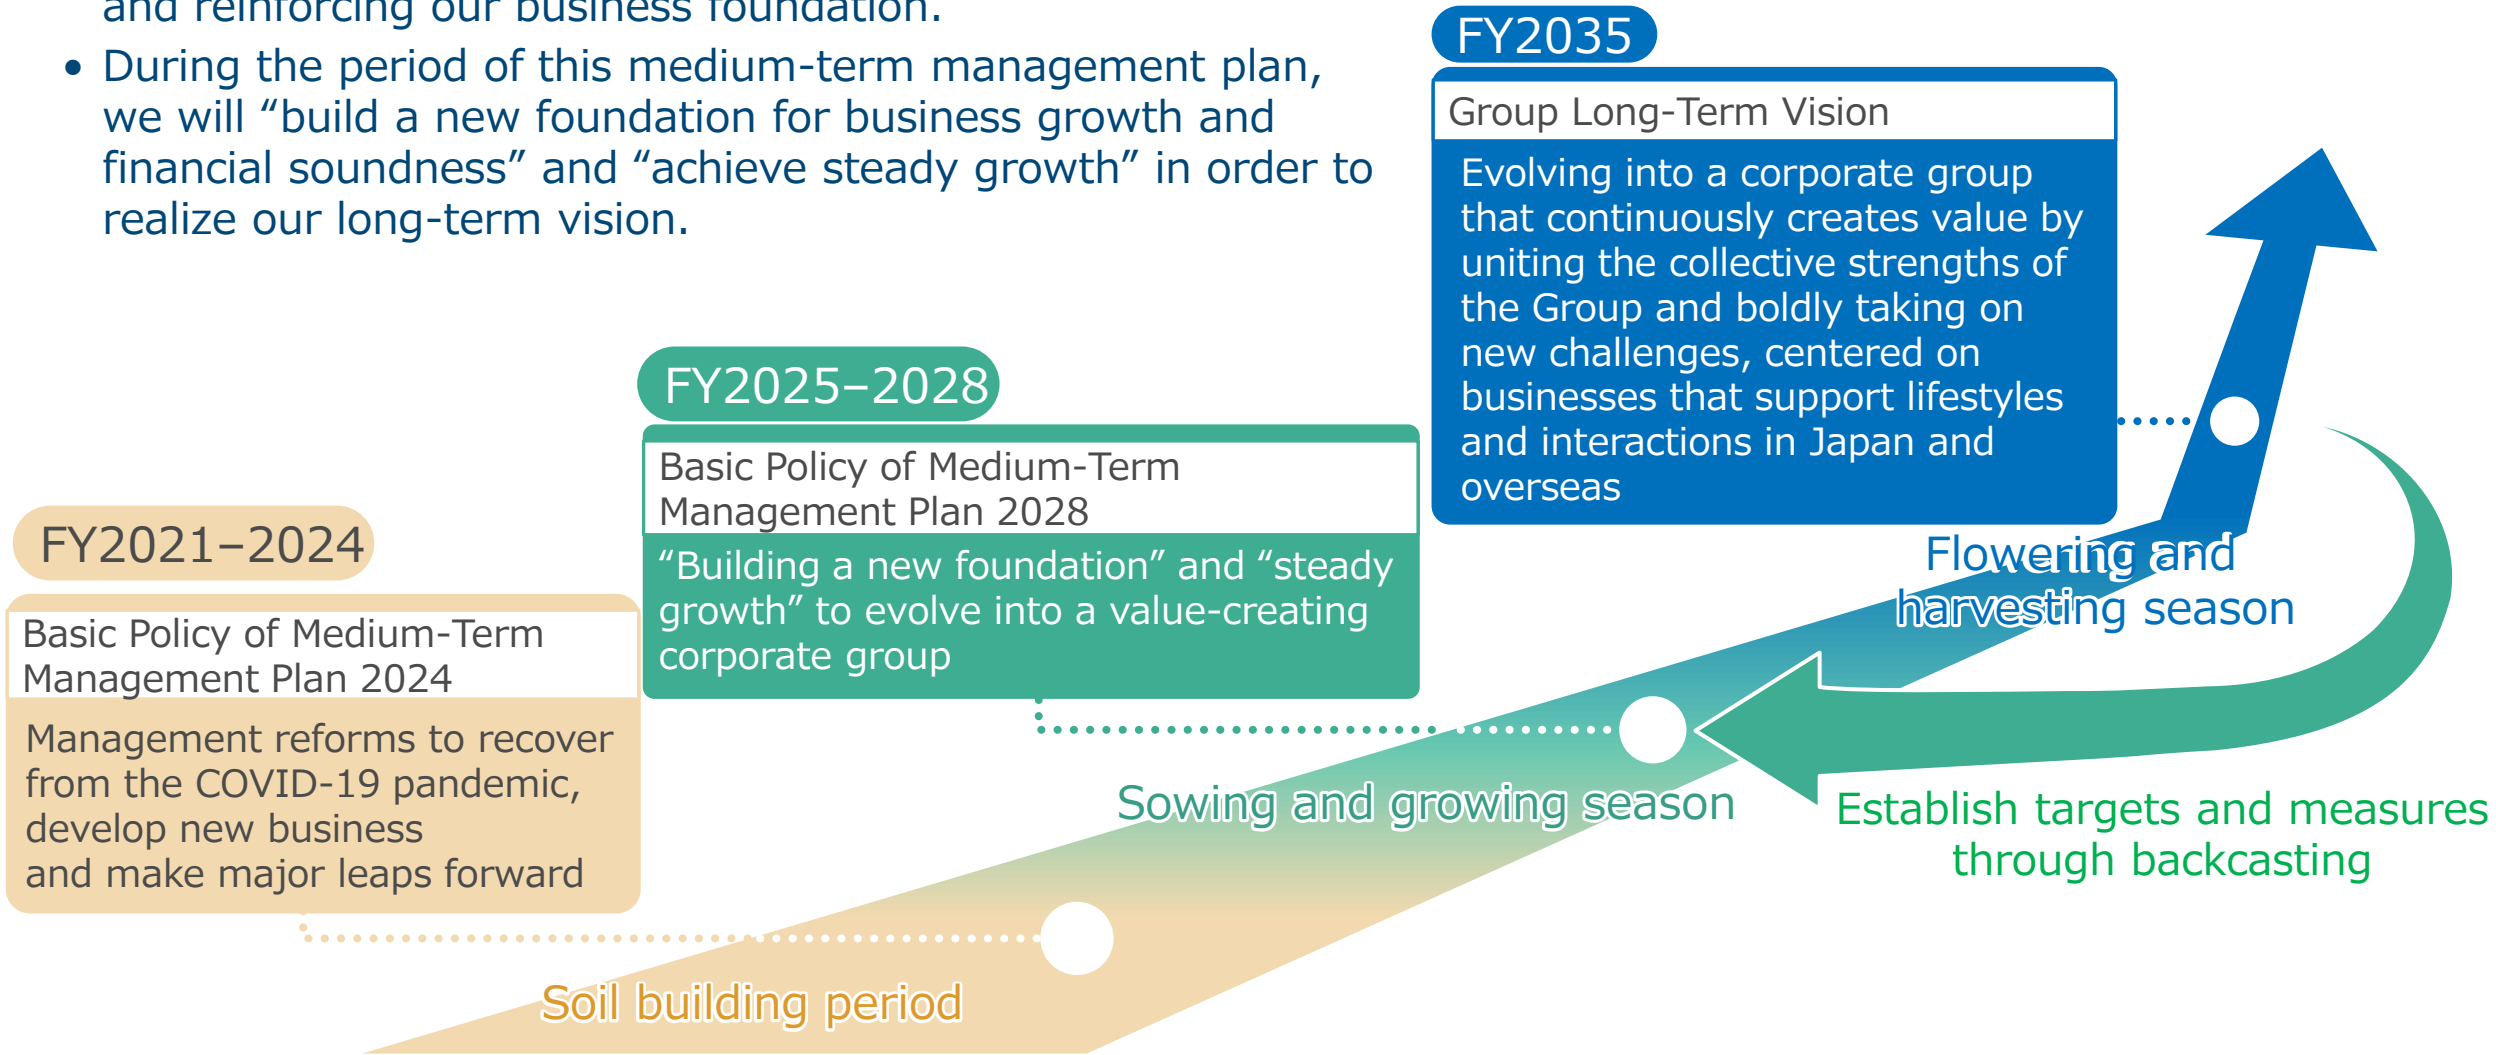 and reinforcing our business foundation.
• During the period of this medium-term management plan,
we will “build a new foundation for business growth and
financial soundness” and “achieve steady growth” in order to
realize our long-term vision.
FY2035
Group Long-Term Vision
Evolving into a corporate group
that continuously creates value by
uniting the collective strengths of
the Group and boldly taking on
new challenges, centered on
businesses that support lifestyles
and interactions in Japan and
overseas
FY2025–2028
Basic Policy of Medium-Term
Management Plan 2028
“Building a new foundation” and “steady
growth” to evolve into a value-creating
corporate group
FY2021–2024
Basic Policy of Medium-Term
Management Plan 2024
Management reforms to recover
from the COVID-19 pandemic,
develop new business
and make major leaps forward
Flowering and
harvesting season
Sowing and growing season
Establish targets and measures
through backcasting
Soil building period